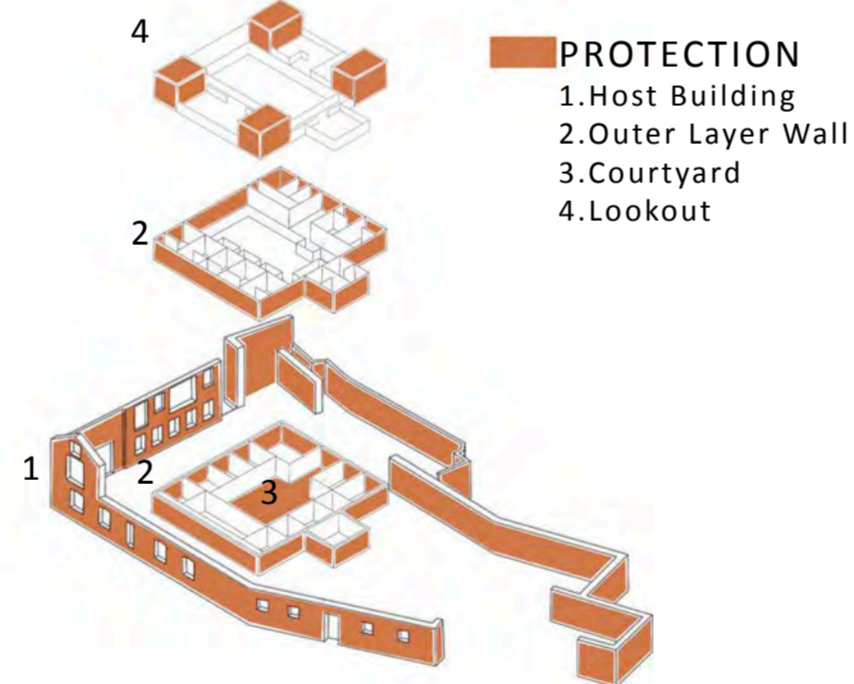 4
PROTECTION
1.Host Building
2.Outer Layer Wall
3.Courtyard
4.Lookout
2
1
2
3